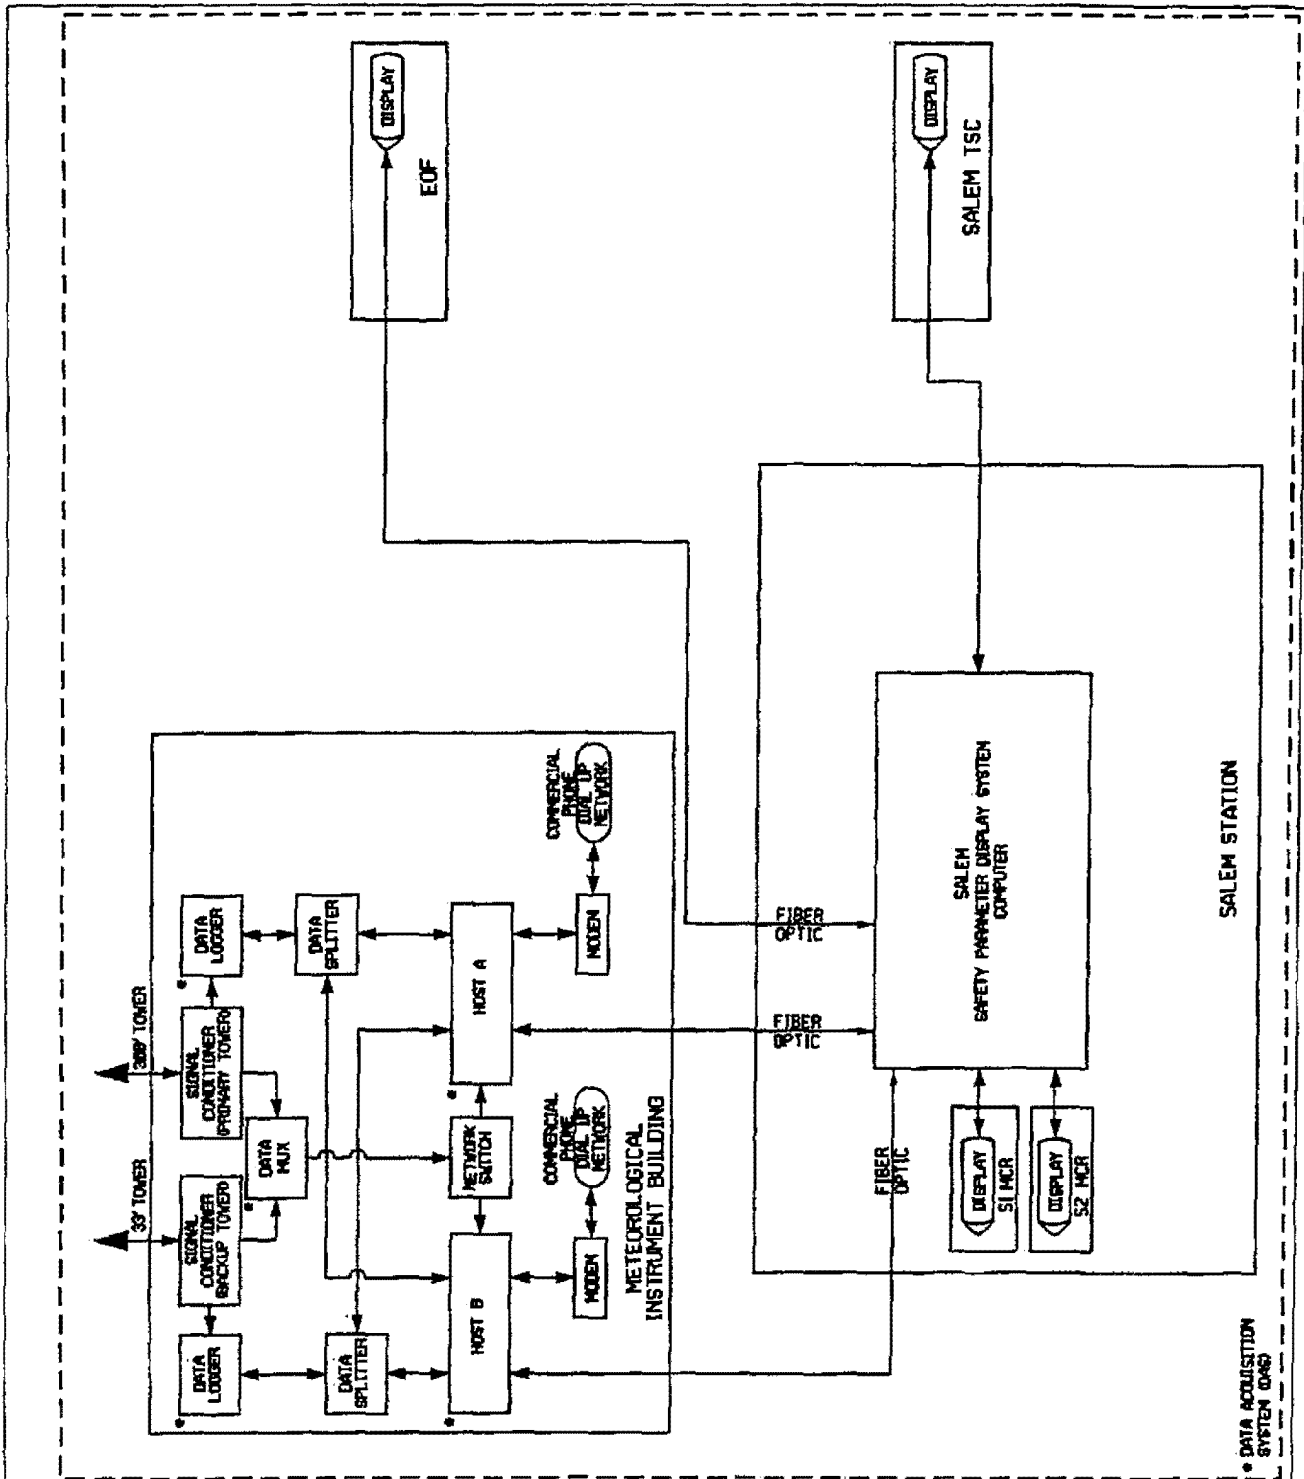 300' TOWER
33' TOWER
DATA
LOGGER
*
SIGNAL
CONDITIONER
(PRIMARY TOWER)
SIGNAL
CONDITIONER
(BACKUP TOWER)
DATA
MUX
*
DATA
LOGGER
*
DATA
SPLITTER
DATA
SPLITTER
HOST A
*
NETWORK
SWITCH
HOST B
*
COMMERCIAL
PHONE
DIAL UP
NETWORK
MODEM
COMMERCIAL
PHONE
DIAL UP
NETWORK
MODEM
METEOROLOGICAL
INSTRUMENT BUILDING
DISPLAY
EOF
DISPLAY
SALEM TSC
FIBER
OPTIC
FIBER
OPTIC
FIBER
OPTIC
SALEM
SAFETY PARAMETER DISPLAY SYSTEM
COMPUTER
DISPLAY
S1 MCR
DISPLAY
S2 MCR
SALEM STATION
* DATA ACQUISITION
SYSTEM (DAS)